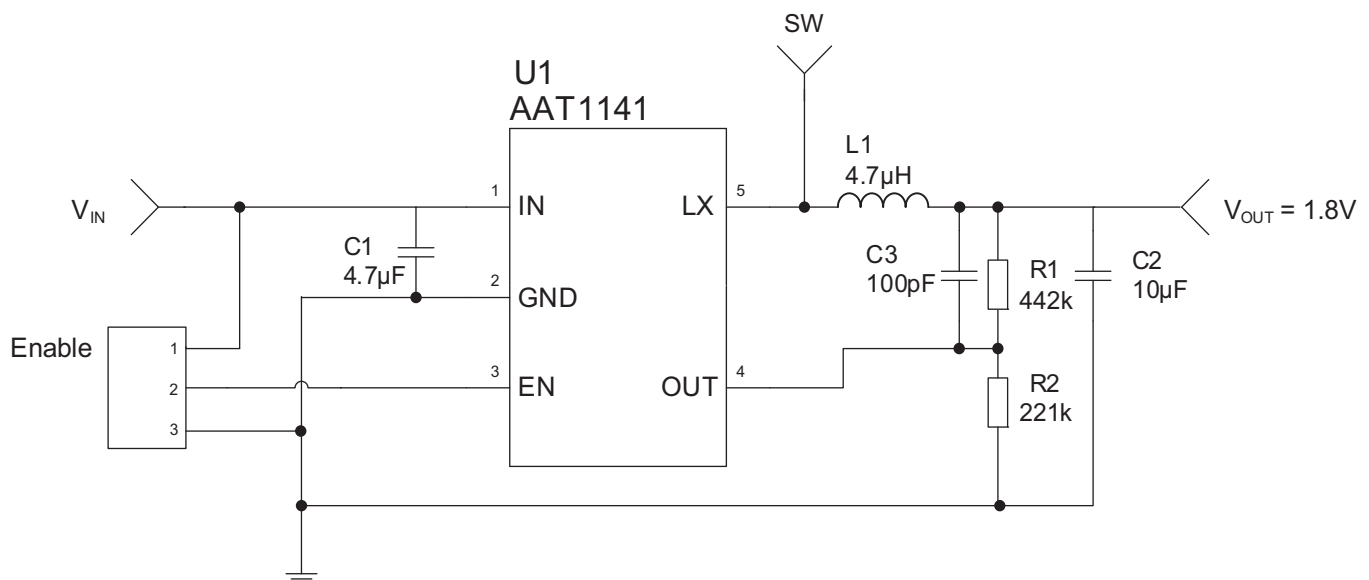 SW
U1
AAT1141
L1
4.7µH
1
IN
LX
5
V_IN
V_OUT = 1.8V
C1
4.7µF
C3
100pF
R1
442k
C2
10µF
2
GND
Enable
1
2
3
3
EN
OUT
4
R2
221k